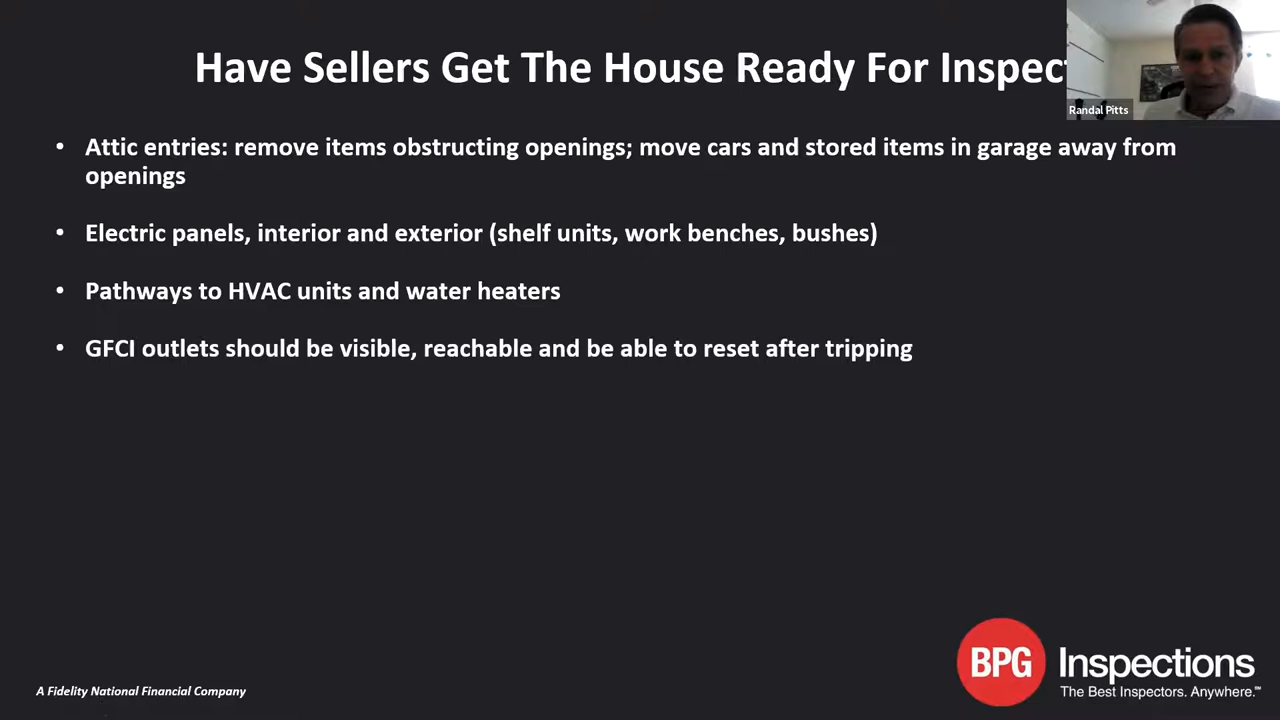 Have Sellers Get The House Ready For Inspect
Randal Pitts
• Attic entries: remove items obstructing openings; move cars and stored items in garage away from
openings
• Electric panels, interior and exterior (shelf units, work benches, bushes)
• Pathways to HVAC units and water heaters
• GFCI outlets should be visible, reachable and be able to reset after tripping
BPG Inspections
The Best Inspectors. Anywhere.℠
A Fidelity National Financial Company